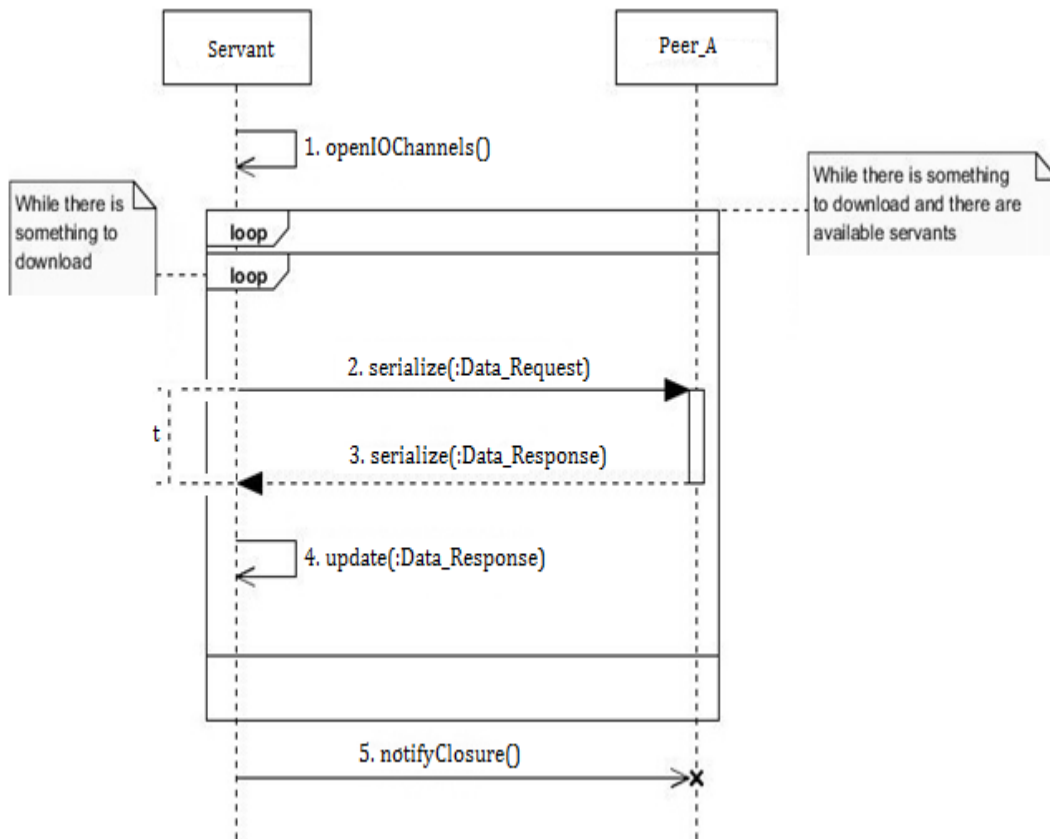 Servant
Peer_A
1. openIOChannels()
While there is
something to
download
While there is something
to download and there are
available servants
loop
loop
2. serialize(:Data_Request)
t
3. serialize(:Data_Response)
4. update(:Data_Response)
5. notifyClosure()